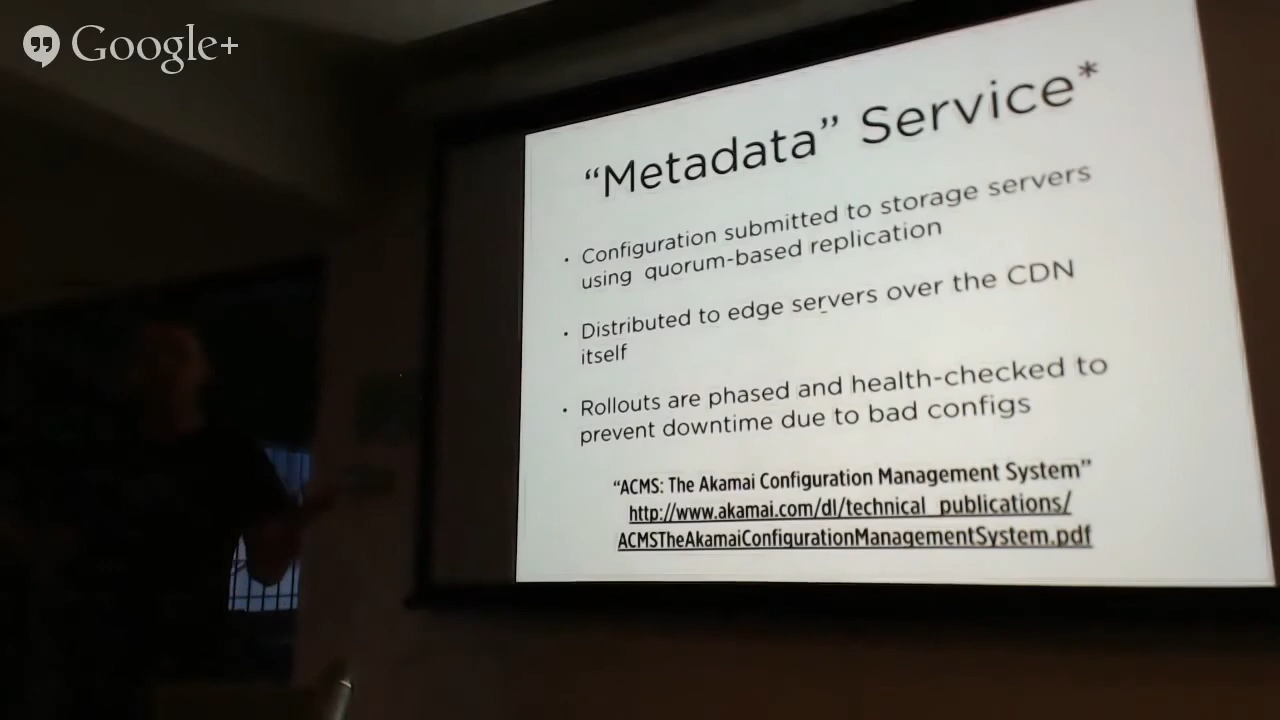 Google+
“Metadata” Service*
· Configuration submitted to storage servers
using quorum-based replication
· Distributed to edge servers over the CDN
itself
· Rollouts are phased and health-checked to
prevent downtime due to bad configs
“ACMS: The Akamai Configuration Management System”
http://www.akamai.com/dl/technical_publications/
ACMSTheAkamaiConfigurationManagementSystem.pdf